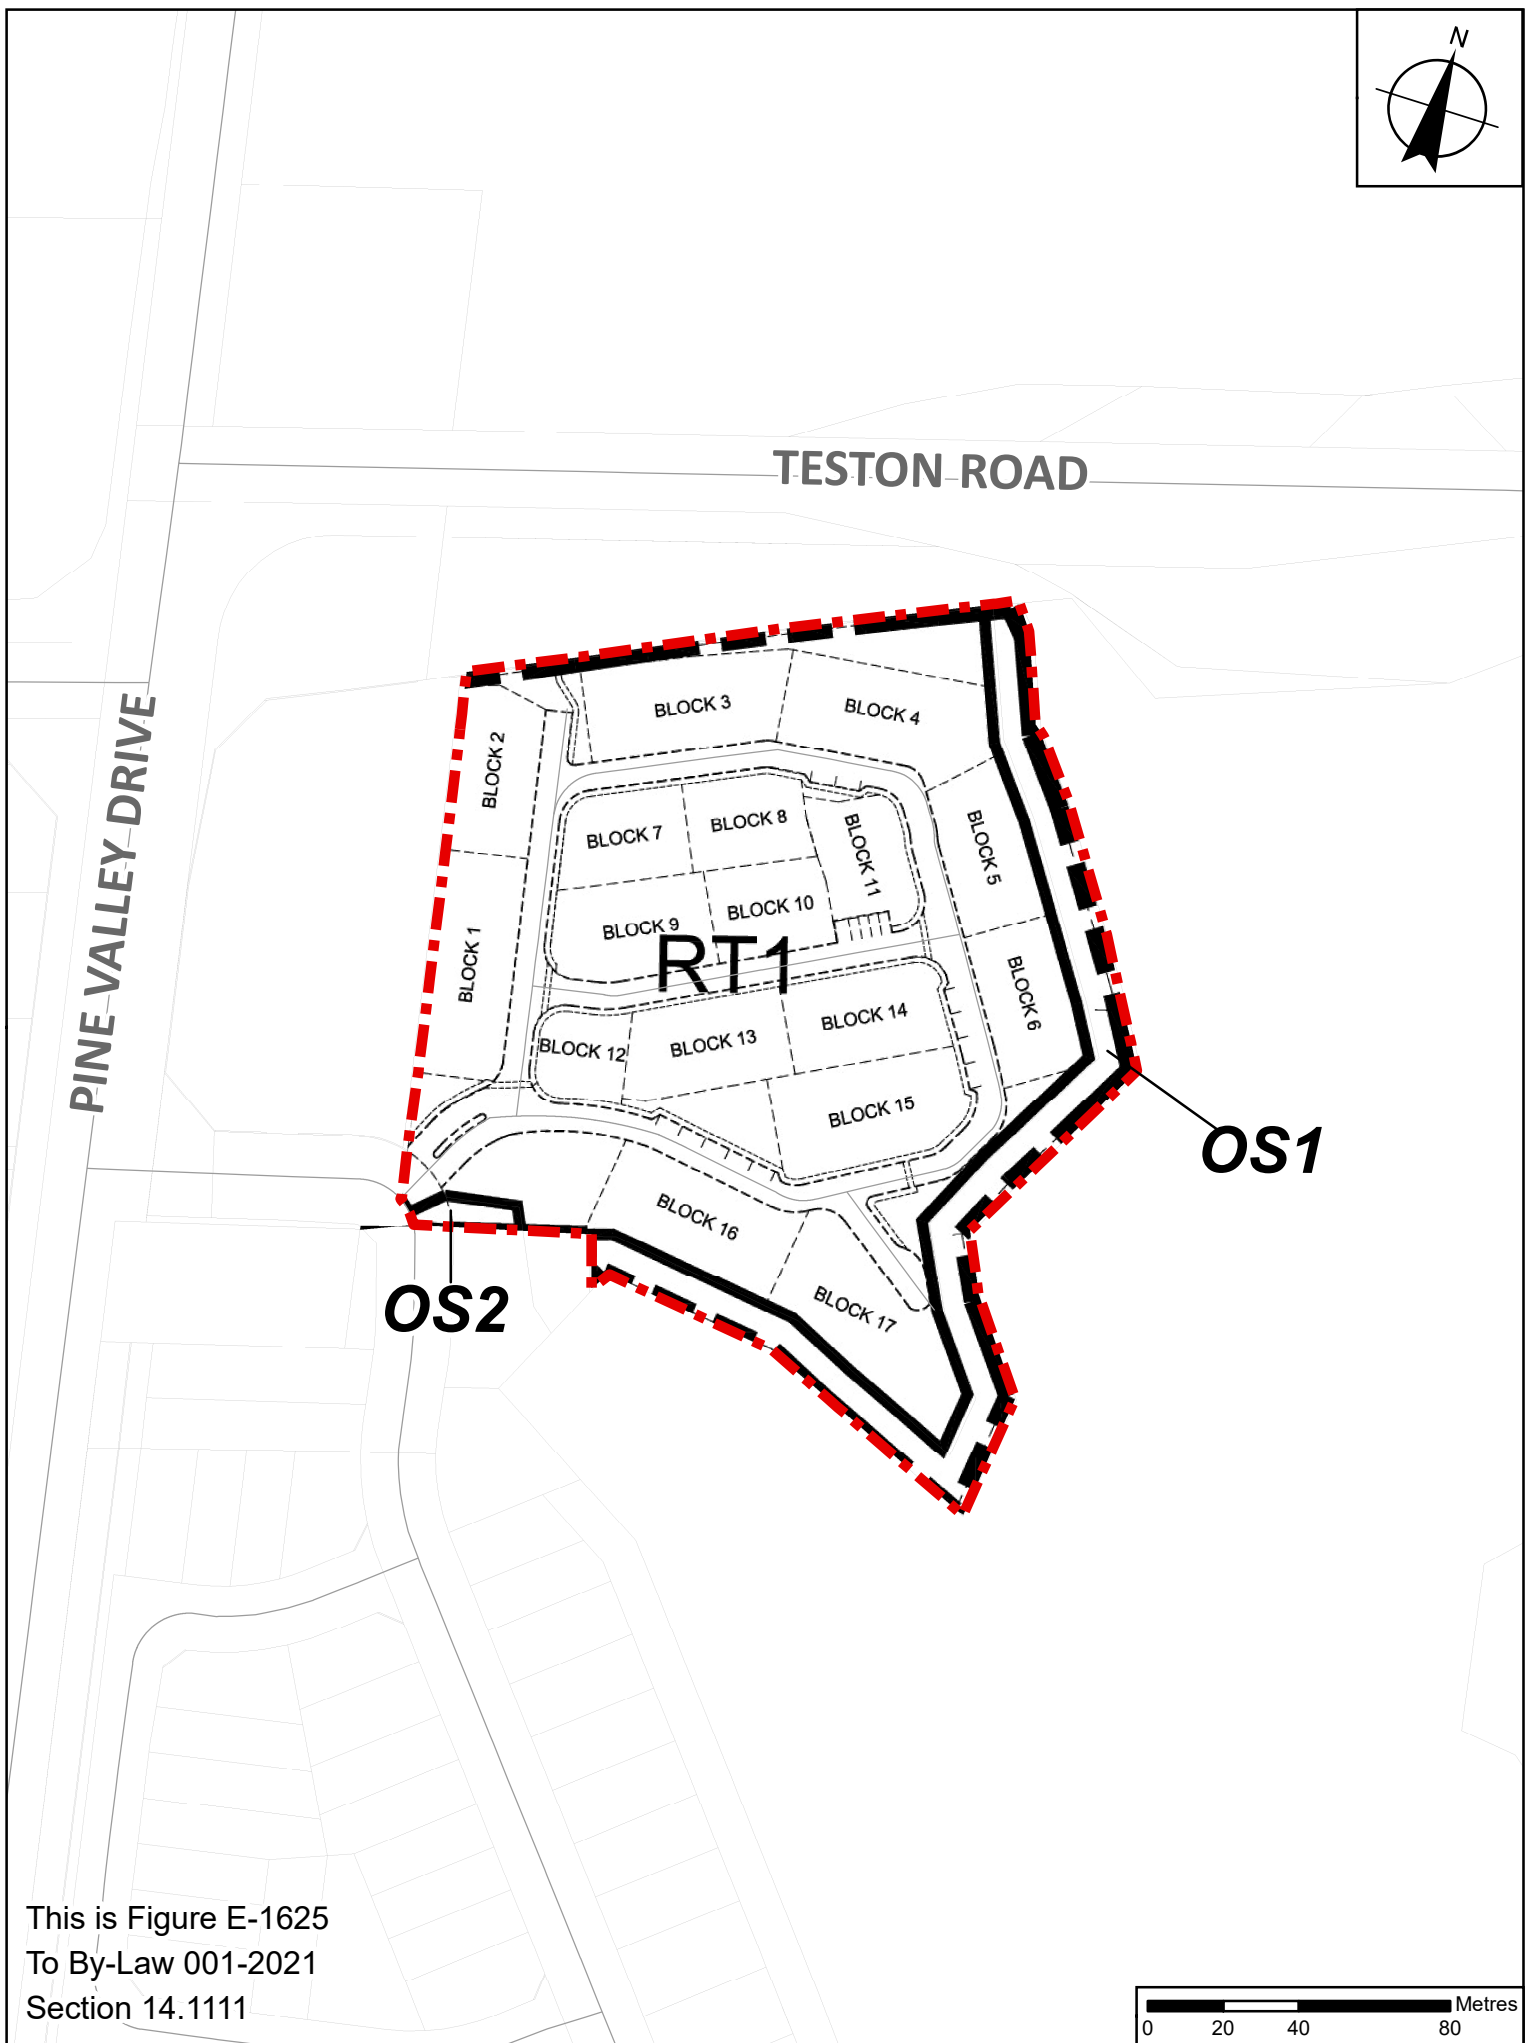 N
TESTON ROAD
PINE VALLEY DRIVE
BLOCK 3
BLOCK 4
BLOCK 2
BLOCK 7
BLOCK 8
BLOCK 11
BLOCK 5
BLOCK 1
BLOCK 9
BLOCK 10
RT1
BLOCK 6
BLOCK 12
BLOCK 13
BLOCK 14
BLOCK 15
OS1
BLOCK 16
BLOCK 17
OS2
This is Figure E-1625
To By-Law 001-2021
Section 14.1111
Metres
0 20 40 80